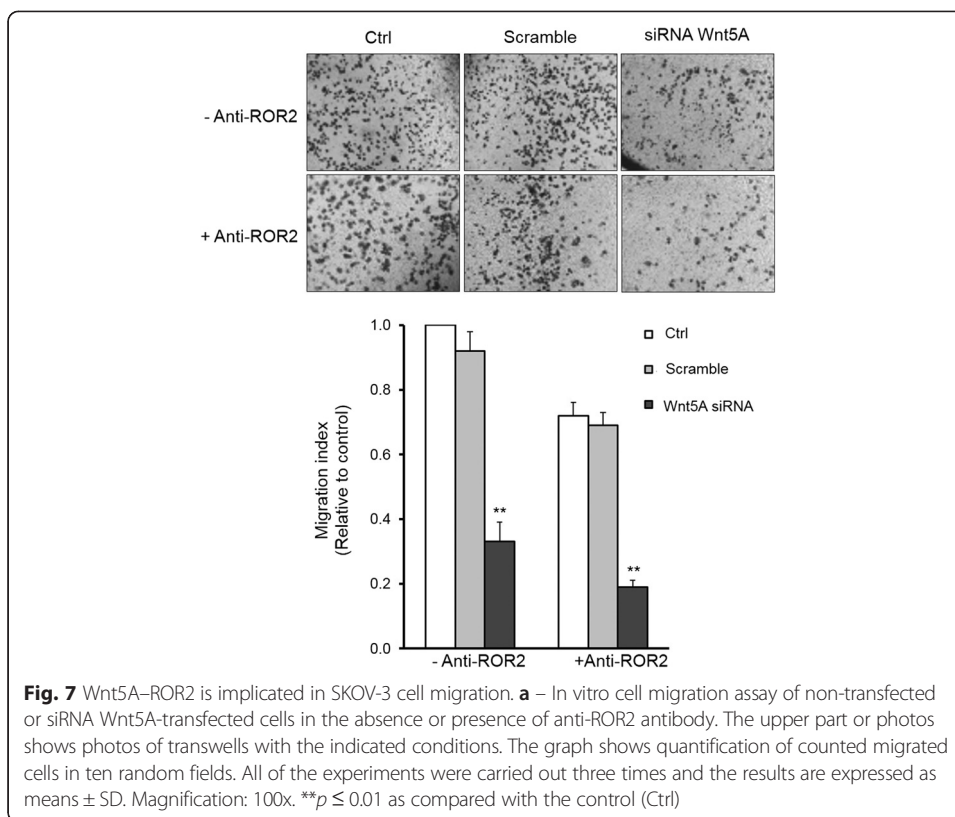 Ctrl Scramble siRNA Wnt5A
- Anti-ROR2
+ Anti-ROR2
1.0
0.8
0.6
0.4
0.2
0.0
Migration index
(Relative to control)
Ctrl
Scramble
Wnt5A siRNA
**
**
- Anti-ROR2 +Anti-ROR2
Fig. 7 Wnt5A–ROR2 is implicated in SKOV-3 cell migration. a – In vitro cell migration assay of non-transfected
or siRNA Wnt5A-transfected cells in the absence or presence of anti-ROR2 antibody. The upper part or photos
shows photos of transwells with the indicated conditions. The graph shows quantification of counted migrated
cells in ten random fields. All of the experiments were carried out three times and the results are expressed as
means ± SD. Magnification: 100x. **p ≤ 0.01 as compared with the control (Ctrl)